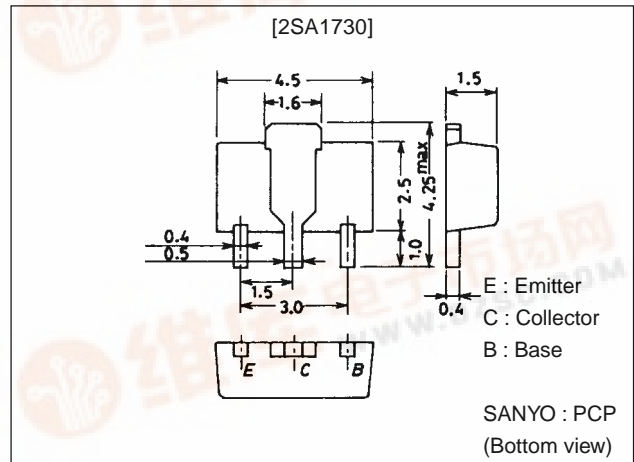 [2SA1730]
4.5
1.6
1.5
2.5
4.25max
1.0
0.4
0.5
1.5
3.0
0.4
E : Emitter
C : Collector
B : Base
E C B
SANYO : PCP
(Bottom view)